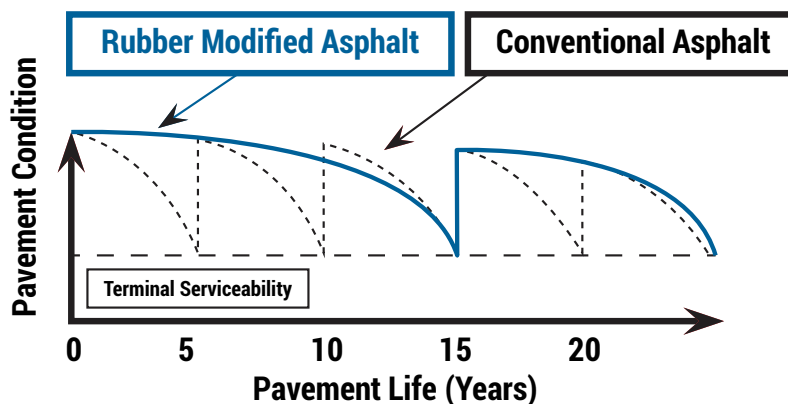 Rubber Modified Asphalt
Conventional Asphalt
Pavement Condition
Terminal Serviceability
0 5 10 15 20
Pavement Life (Years)